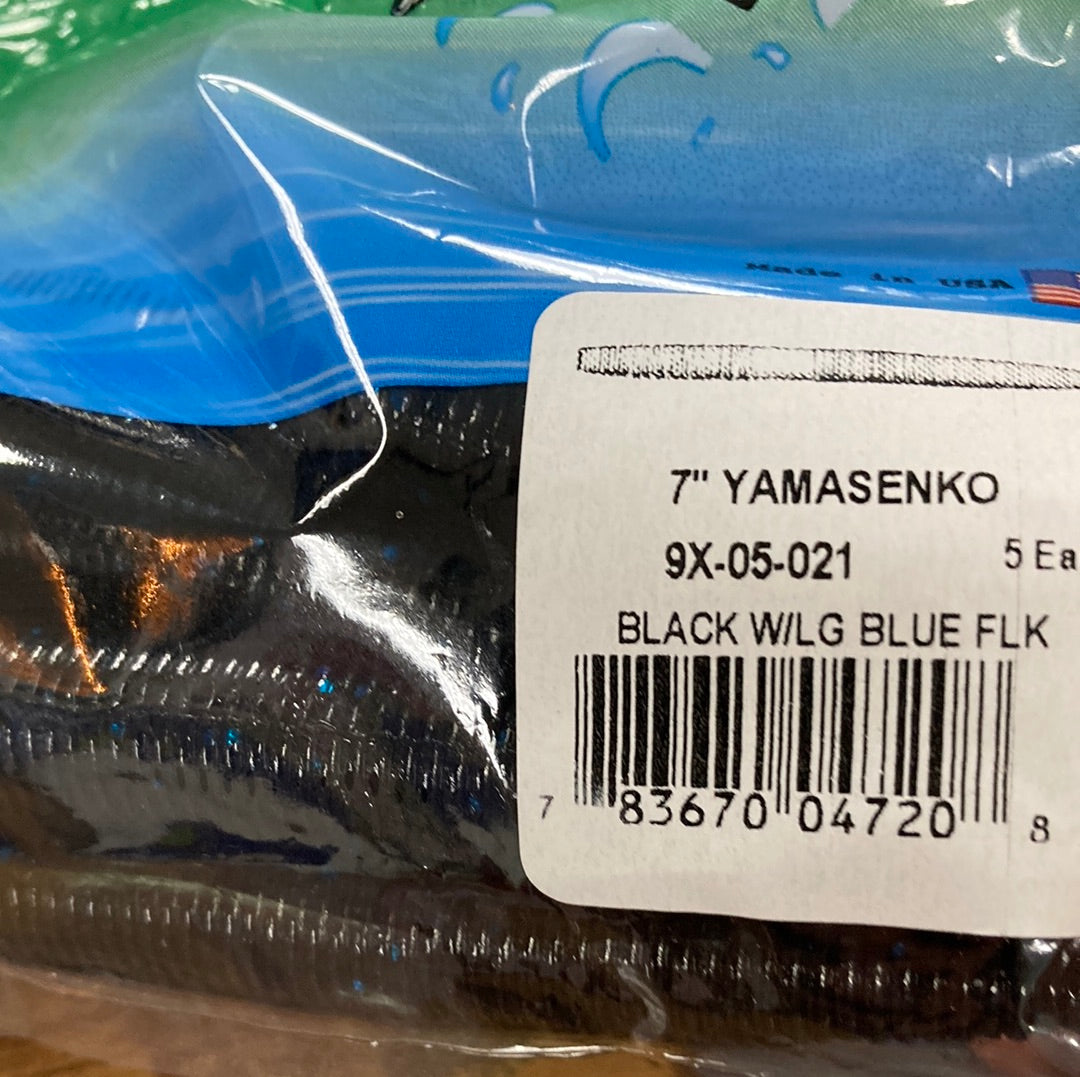 Made in USA
7" YAMASENKO
9X-05-021 5 Ea
BLACK W/LG BLUE FLK
7 83670 04720 8